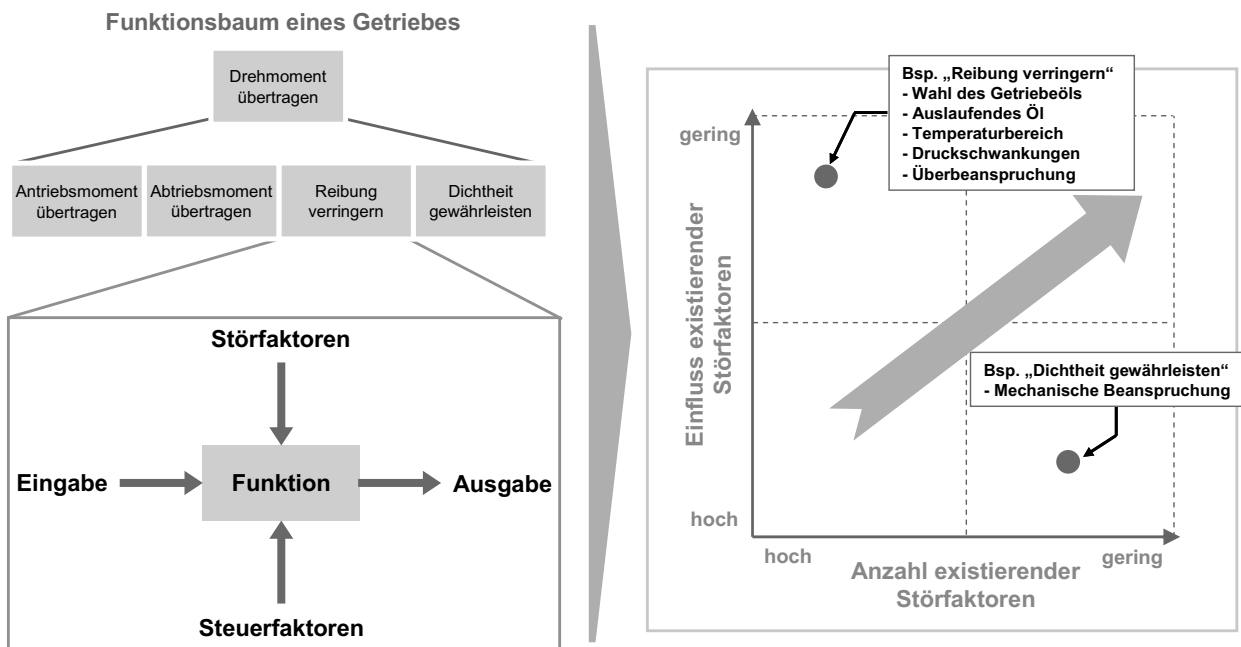 Funktionsbaum eines Getriebes
Drehmoment
übertragen
Antriebsmoment
übertragen
Abtriebsmoment
übertragen
Reibung
verringern
Dichtheit
gewährleisten
Störfaktoren
Eingabe
Funktion
Ausgabe
Steuerfaktoren
Bsp. „Reibung verringern“
- Wahl des Getriebeöls
- Auslaufendes Öl
- Temperaturbereich
- Druckschwankungen
- Überbeanspruchung
gering
Einfluss existierender
Störfaktoren
Bsp. „Dichtheit gewährleisten“
- Mechanische Beanspruchung
hoch
hoch
gering
Anzahl existierender
Störfaktoren